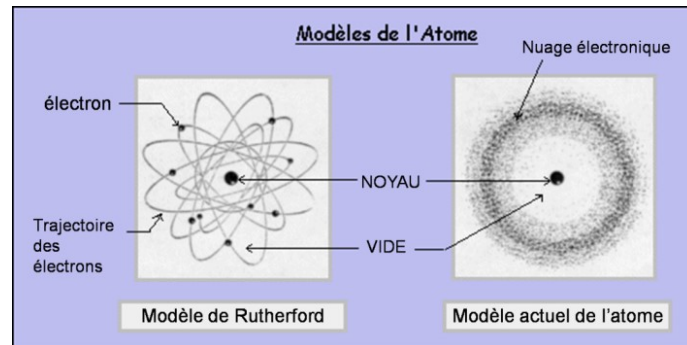 Modèles de l'Atome
Nuage électronique
électron
NOYAU
Trajectoire
des
électrons
VIDE
Modèle de Rutherford
Modèle actuel de l'atome